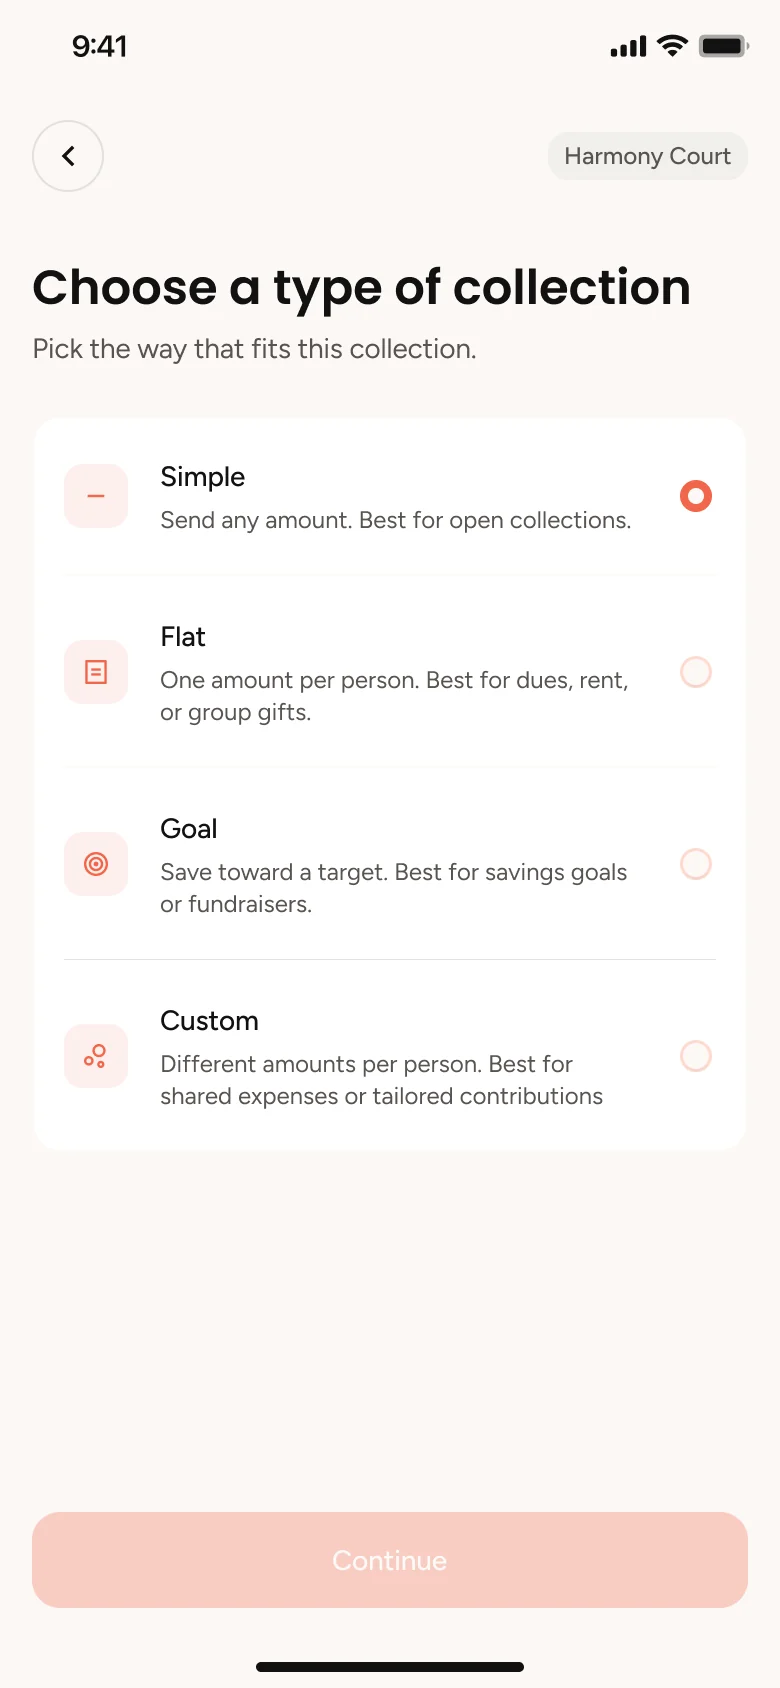 9:41
Harmony Court
Choose a type of collection
Pick the way that fits this collection.
Simple
Send any amount. Best for open collections.
Flat
One amount per person. Best for dues, rent,
or group gifts.
Goal
Save toward a target. Best for savings goals
or fundraisers.
Custom
Different amounts per person. Best for
shared expenses or tailored contributions
Continue